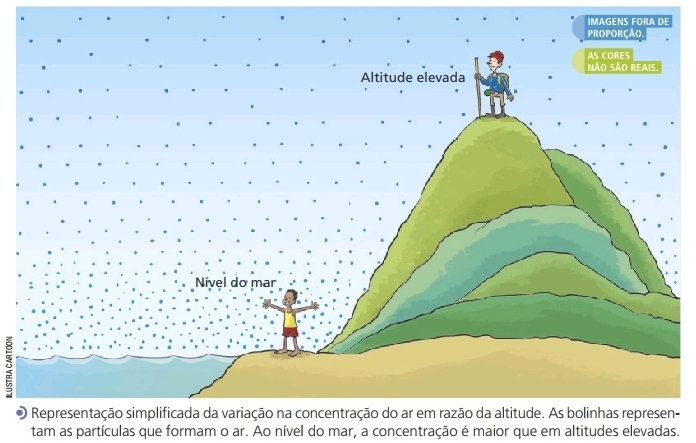 IMAGENS FORA DE
PROPORÇÃO.
AS CORES
NÃO SÃO REAIS.
Altitude elevada
Nível do mar
ILUSTRA CARTOON
Representação simplificada da variação na concentração do ar em razão da altitude. As bolinhas represen-
tam as partículas que formam o ar. Ao nível do mar, a concentração é maior que em altitudes elevadas.